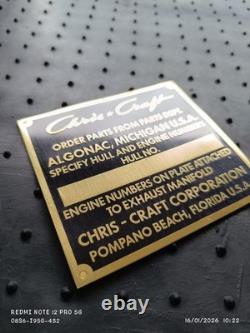 Chris ★ Craft
ORDER PARTS FROM PARTS DEPT.
ALGONAC, MICHIGAN U.S.A.
SPECIFY HULL AND ENGINE NUMBERS
HULL NO.
ENGINE NUMBERS ON PLATE ATTACHED
TO EXHAUST MANIFOLD
CHRIS - CRAFT CORPORATION
POMPANO BEACH, FLORIDA U.S.
REDMI NOTE 12 PRO 5G
16/01/2026 10:22